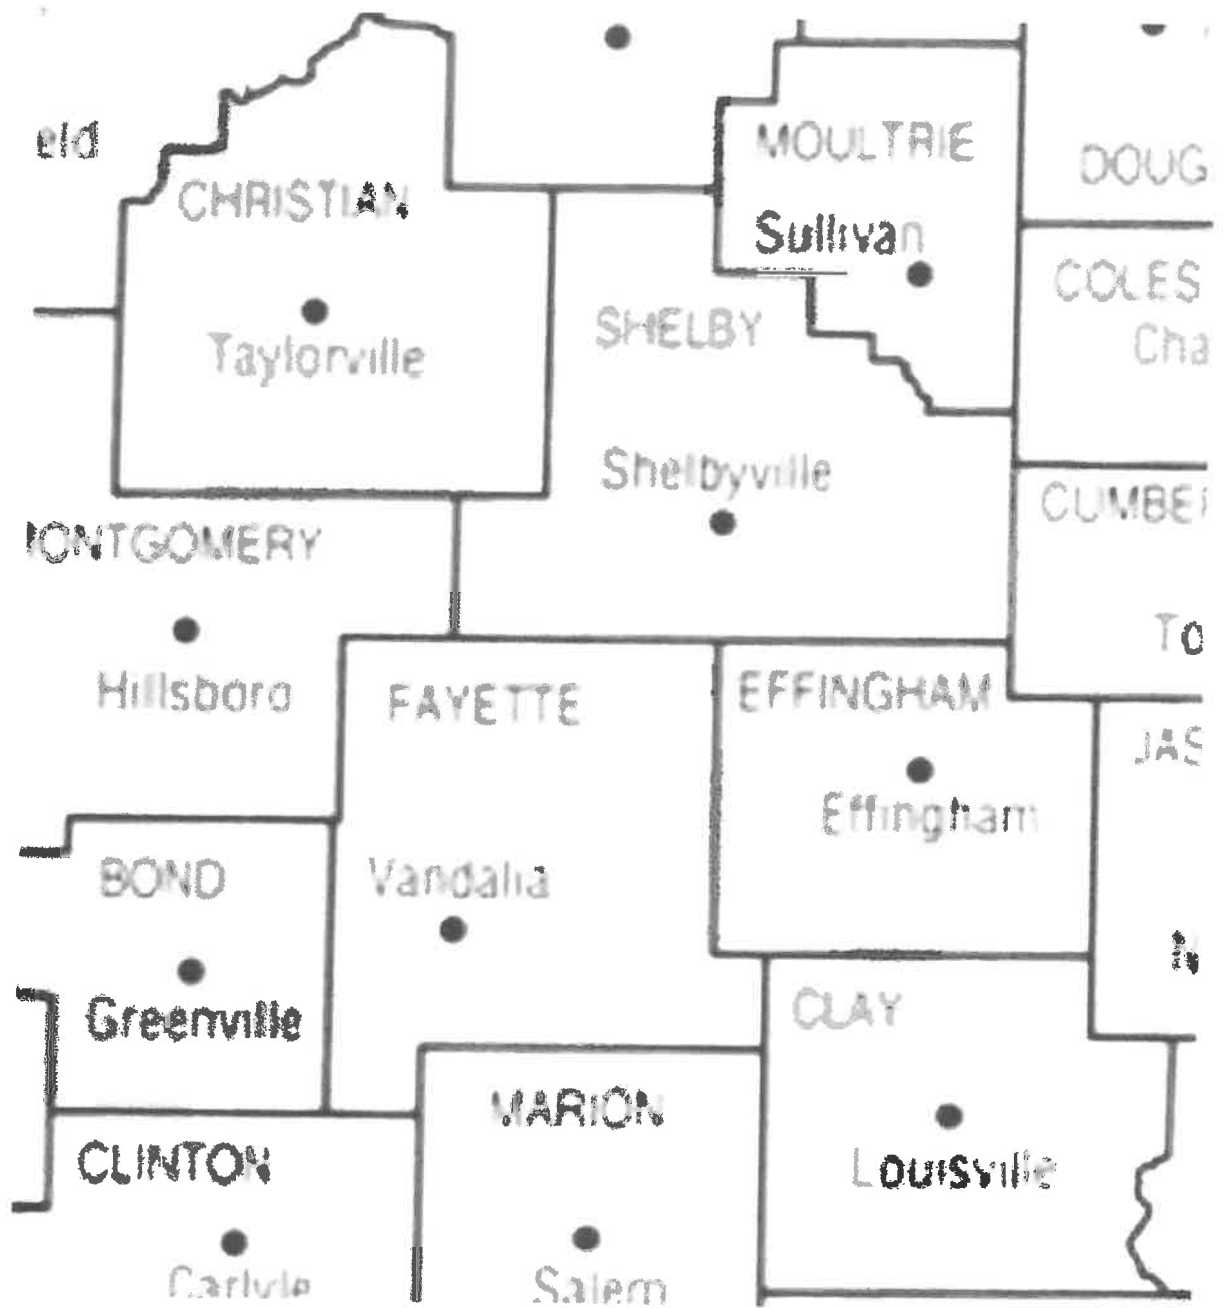 eld
CHRISTIAN
Taylorville
MOULTRIE
Sullivan
DOUG
COLES
Cha
SHELBY
Shelbyville
CUMBE
To
MONTGOMERY
Hillsboro
FAYETTE
Vandalia
EFFINGHAM
Effingham
JAS
N
BOND
Greenville
CLAY
Louisville
CLINTON
Carlyle
MARION
Salem